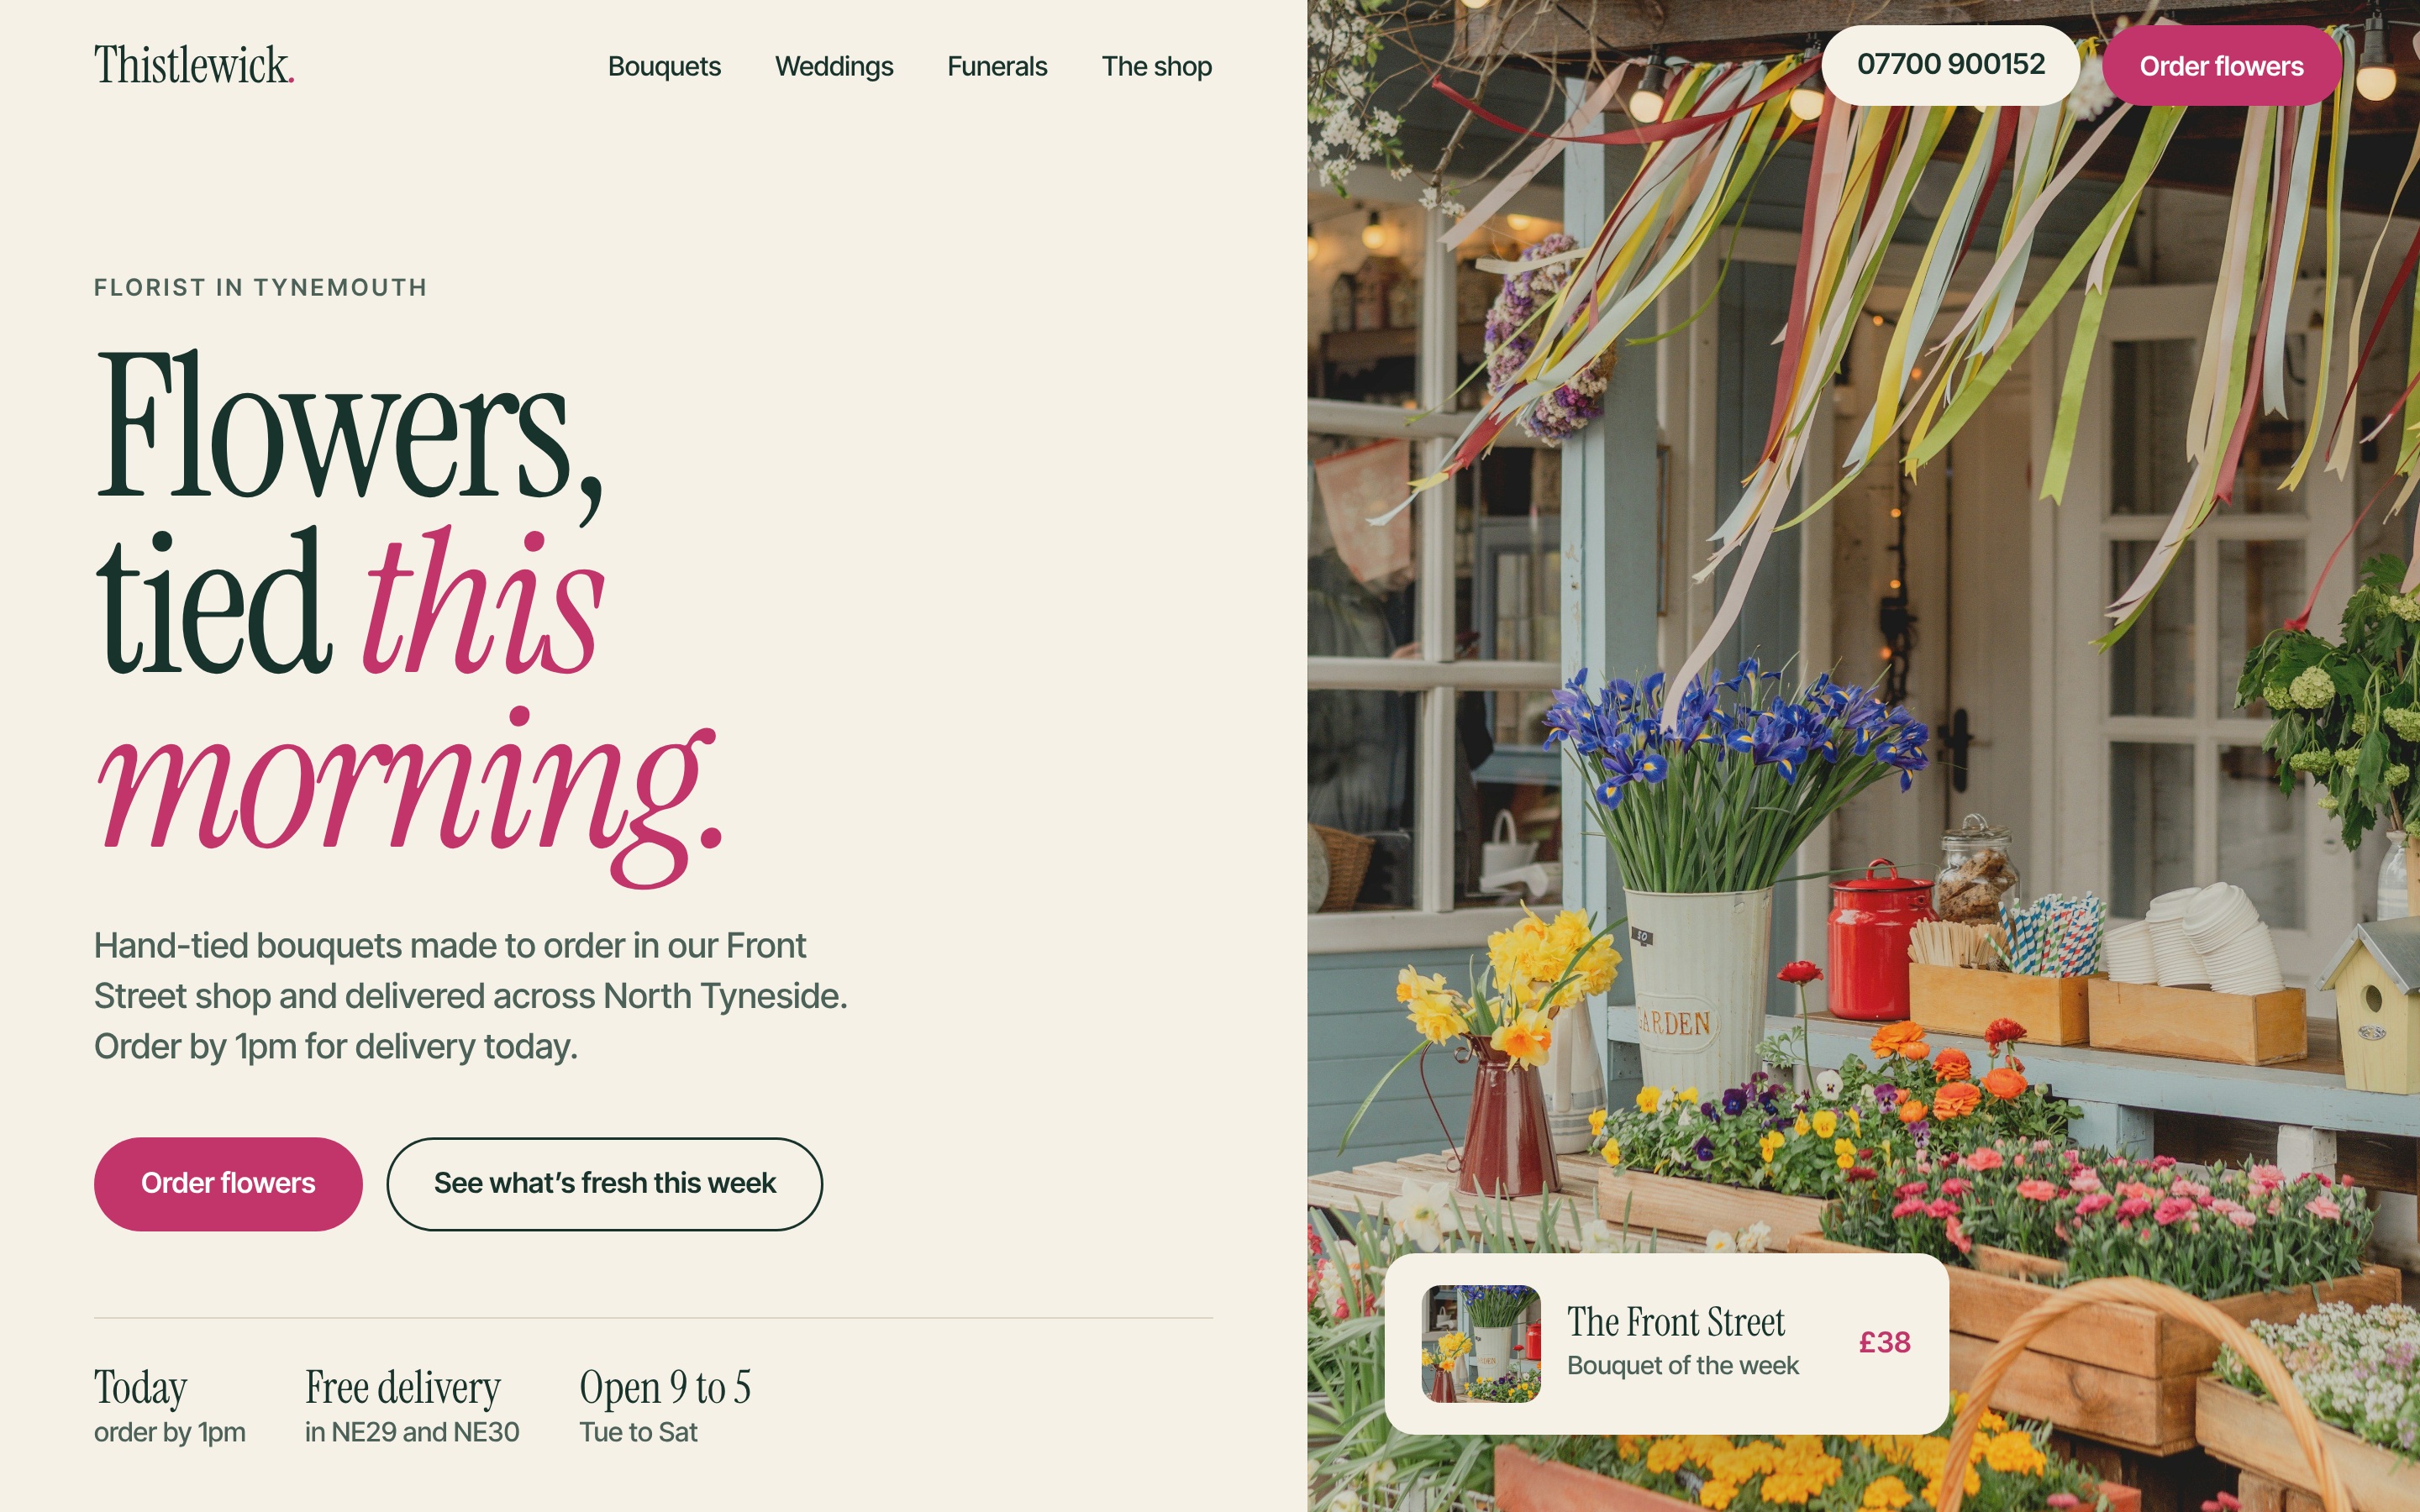 Thistlewick.
Bouquets
Weddings
Funerals
The shop
07700 900152
Order flowers
FLORIST IN TYNEMOUTH
Flowers,
tied this
morning.
Hand-tied bouquets made to order in our Front
Street shop and delivered across North Tyneside.
Order by 1pm for delivery today.
Order flowers
See what’s fresh this week
Today
order by 1pm
Free delivery
in NE29 and NE30
Open 9 to 5
Tue to Sat
GARDEN
The Front Street
Bouquet of the week
£38